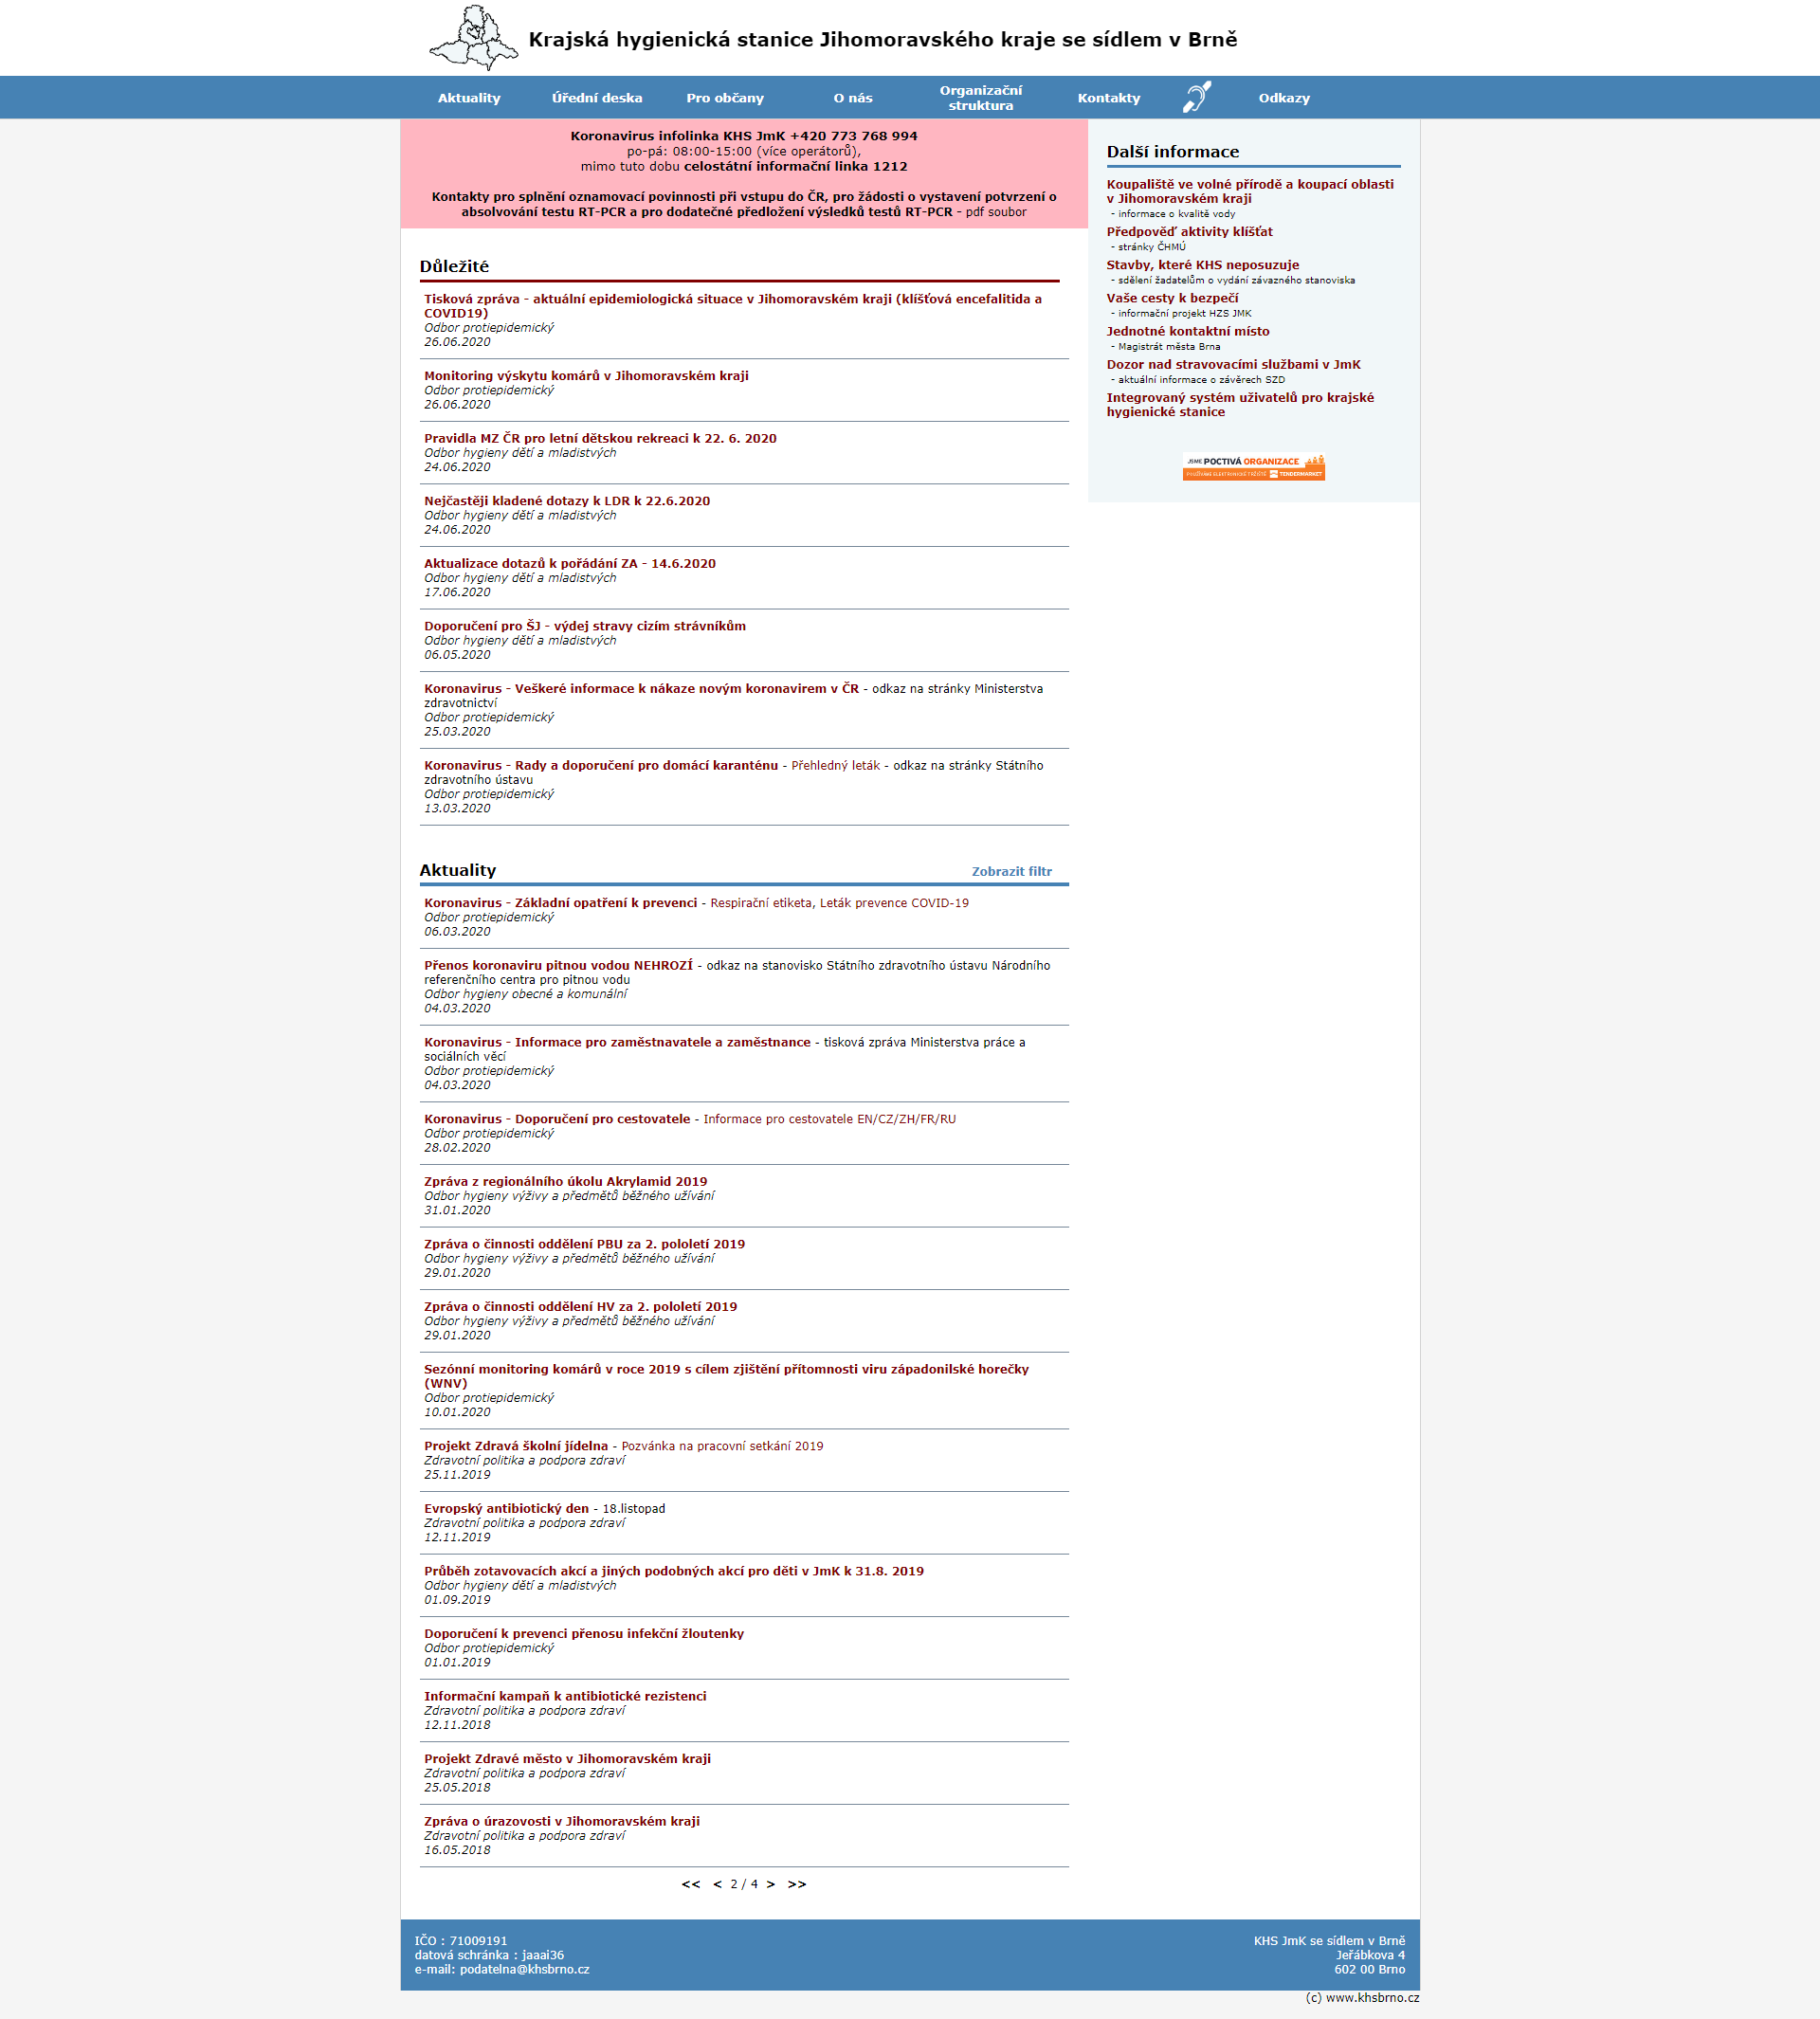 Krajská hygienická stanice Jihomoravského kraje se sídlem v Brně
Aktuality
Úřední deska
Pro občany
O nás
Organizační
struktura
Kontakty
Odkazy
Koronavirus infolinka KHS JmK +420 773 768 994
po-pá: 08:00-15:00 (více operátorů),
mimo tuto dobu celostátní informační linka 1212
Kontakty pro splnění oznamovací povinnosti při vstupu do ČR, pro žádosti o vystavení potvrzení o
absolvování testu RT-PCR a pro dodatečné předložení výsledků testů RT-PCR - pdf soubor
Důležité
Tisková zpráva - aktuální epidemiologická situace v Jihomoravském kraji (klíšťová encefalitida a
COVID19)
Odbor protiepidemický
26.06.2020
Monitoring výskytu komárů v Jihomoravském kraji
Odbor protiepidemický
26.06.2020
Pravidla MZ ČR pro letní dětskou rekreaci k 22. 6. 2020
Odbor hygieny dětí a mladistvých
24.06.2020
Nejčastěji kladené dotazy k LDR k 22.6.2020
Odbor hygieny dětí a mladistvých
24.06.2020
Aktualizace dotazů k pořádání ZA - 14.6.2020
Odbor hygieny dětí a mladistvých
17.06.2020
Doporučení pro ŠJ - výdej stravy cizím strávníkům
Odbor hygieny dětí a mladistvých
06.05.2020
Koronavirus - Veškeré informace k nákaze novým koronavirem v ČR - odkaz na stránky Ministerstva
zdravotnictví
Odbor protiepidemický
25.03.2020
Koronavirus - Rady a doporučení pro domácí karanténu - Přehledný leták - odkaz na stránky Státního
zdravotního ústavu
Odbor protiepidemický
13.03.2020
Aktuality
Zobrazit filtr
Koronavirus - Základní opatření k prevenci - Respirační etiketa, Leták prevence COVID-19
Odbor protiepidemický
06.03.2020
Přenos koronaviru pitnou vodou NEHROZÍ - odkaz na stanovisko Státního zdravotního ústavu Národního
referenčního centra pro pitnou vodu
Odbor hygieny obecné a komunální
04.03.2020
Koronavirus - Informace pro zaměstnavatele a zaměstnance - tisková zpráva Ministerstva práce a
sociálních věcí
Odbor protiepidemický
04.03.2020
Koronavirus - Doporučení pro cestovatele - Informace pro cestovatele EN/CZ/ZH/FR/RU
Odbor protiepidemický
28.02.2020
Zpráva z regionálního úkolu Akrylamid 2019
Odbor hygieny výživy a předmětů běžného užívání
31.01.2020
Zpráva o činnosti oddělení PBU za 2. pololetí 2019
Odbor hygieny výživy a předmětů běžného užívání
29.01.2020
Zpráva o činnosti oddělení HV za 2. pololetí 2019
Odbor hygieny výživy a předmětů běžného užívání
29.01.2020
Sezónní monitoring komárů v roce 2019 s cílem zjištění přítomnosti viru západonilské horečky
(WNV)
Odbor protiepidemický
10.01.2020
Projekt Zdravá školní jídelna - Pozvánka na pracovní setkání 2019
Zdravotní politika a podpora zdraví
25.11.2019
Evropský antibiotický den - 18.listopad
Zdravotní politika a podpora zdraví
12.11.2019
Průběh zotavovacích akcí a jiných podobných akcí pro děti v JmK k 31.8. 2019
Odbor hygieny dětí a mladistvých
01.09.2019
Doporučení k prevenci přenosu infekční žloutenky
Odbor protiepidemický
01.01.2019
Informační kampaň k antibiotické rezistenci
Zdravotní politika a podpora zdraví
12.11.2018
Projekt Zdravé město v Jihomoravském kraji
Zdravotní politika a podpora zdraví
25.05.2018
Zpráva o úrazovosti v Jihomoravském kraji
Zdravotní politika a podpora zdraví
16.05.2018
<< < 2 / 4 > >>
Další informace
Koupaliště ve volné přírodě a koupací oblasti
v Jihomoravském kraji
- informace o kvalitě vody
Předpověď aktivity klíšťat
- stránky ČHMÚ
Stavby, které KHS neposuzuje
- sdělení žadatelům o vydání závazného stanoviska
Vaše cesty k bezpečí
- informační projekt HZS JMK
Jednotné kontaktní místo
- Magistrát města Brna
Dozor nad stravovacími službami v JmK
- aktuální informace o závěrech SZD
Integrovaný systém uživatelů pro krajské
hygienické stanice
JSME POCTIVÁ ORGANIZACE
POUŽÍVÁME ELEKTRONICKÉ TRŽIŠTĚ TENDERMARKET
IČO : 71009191
datová schránka : jaaai36
e-mail: podatelna@khsbrno.cz
KHS JmK se sídlem v Brně
Jeřábkova 4
602 00 Brno
(c) www.khsbrno.cz